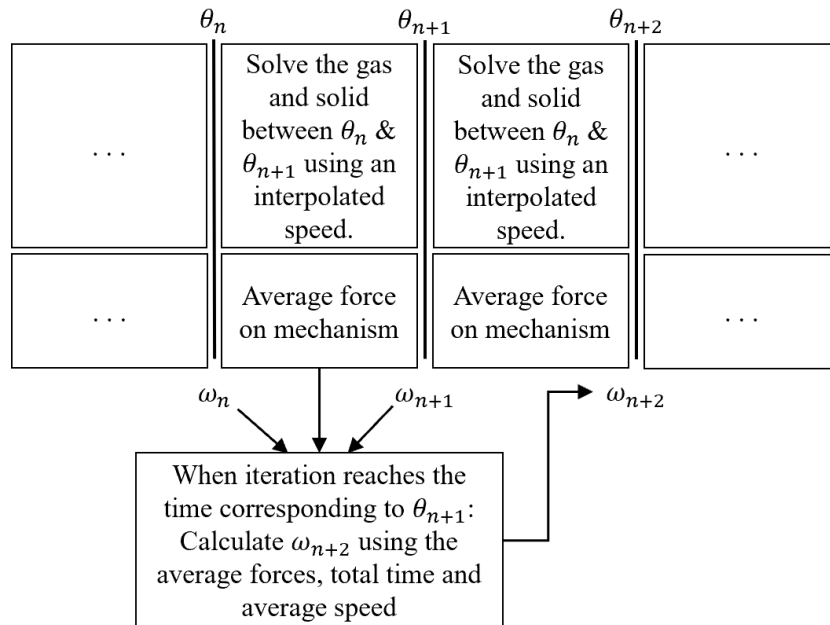 θₙ θₙ₊₁ θₙ₊₂
. . .
Solve the gas
and solid
between θₙ &
θₙ₊₁ using an
interpolated
speed.
Solve the gas
and solid
between θₙ &
θₙ₊₁ using an
interpolated
speed.
. . .
. . .
Average force
on mechanism
Average force
on mechanism
. . .
ωₙ ωₙ₊₁ ωₙ₊₂
When iteration reaches the
time corresponding to θₙ₊₁:
Calculate ωₙ₊₂ using the
average forces, total time and
average speed